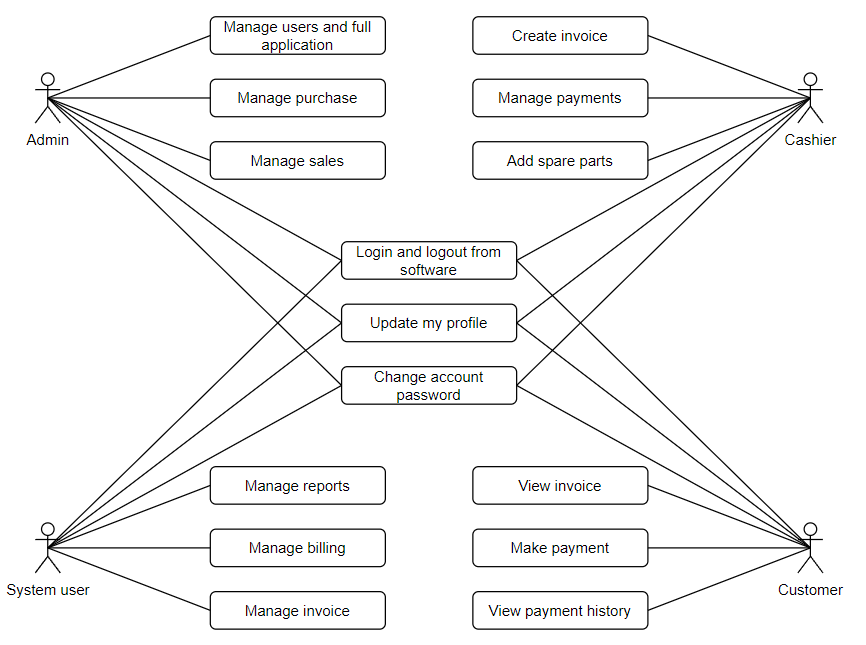 Manage users and full
application
Create invoice
Manage purchase
Manage payments
Admin
Cashier
Manage sales
Add spare parts
Login and logout from
software
Update my profile
Change account
password
Manage reports
View invoice
Manage billing
Make payment
System user
Customer
Manage invoice
View payment history